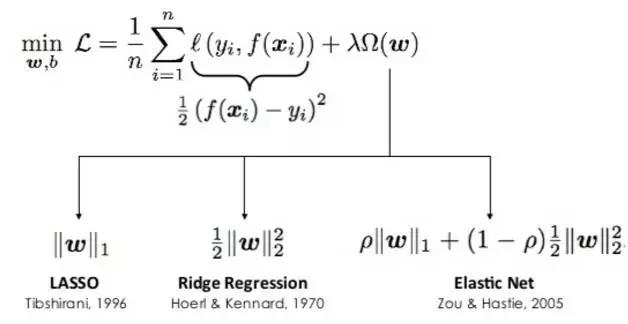 min w,b ℒ = 1/n ∑ i=1 n ℓ (y_i, f(x_i)) + λΩ(w)
1/2 (f(x_i) − y_i)^2
‖w‖_1 1/2‖w‖_2^2 ρ‖w‖_1 + (1 − ρ)1/2‖w‖_2^2.
LASSO Ridge Regression Elastic Net
Tibshirani, 1996 Hoerl & Kennard, 1970 Zou & Hastie, 2005